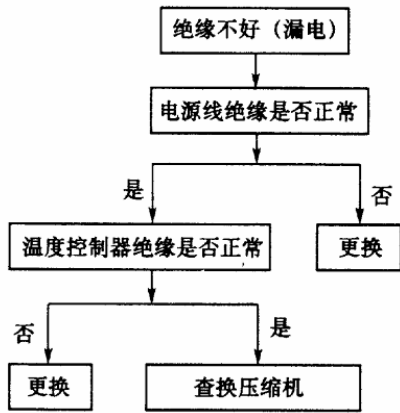 绝缘不好（漏电）
电源线绝缘是否正常
是
否
温度控制器绝缘是否正常
更换
否
是
更换
查换压缩机